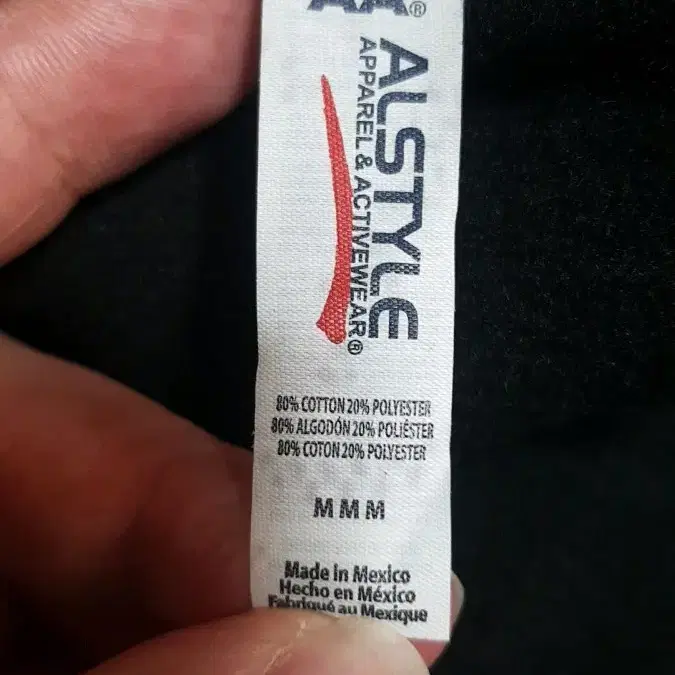 AA®
ALSTYLE
APPAREL & ACTIVEWEAR®
80% COTTON 20% POLYESTER
80% ALGODÓN 20% POLIÉSTER
80% COTON 20% POLYESTER
M M M
Made in Mexico
Hecho en México
Fabriqué au Mexique